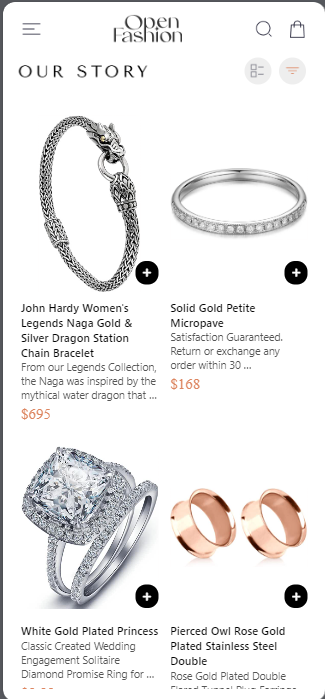 Open
Fashion
OUR STORY
John Hardy Women's
Legends Naga Gold &
Silver Dragon Station
Chain Bracelet
From our Legends Collection,
the Naga was inspired by the
mythical water dragon that ...
$695
Solid Gold Petite
Micropave
Satisfaction Guaranteed.
Return or exchange any
order within 30 ...
$168
White Gold Plated Princess
Classic Created Wedding
Engagement Solitaire
Diamond Promise Ring for ...
Pierced Owl Rose Gold
Plated Stainless Steel
Double
Rose Gold Plated Double